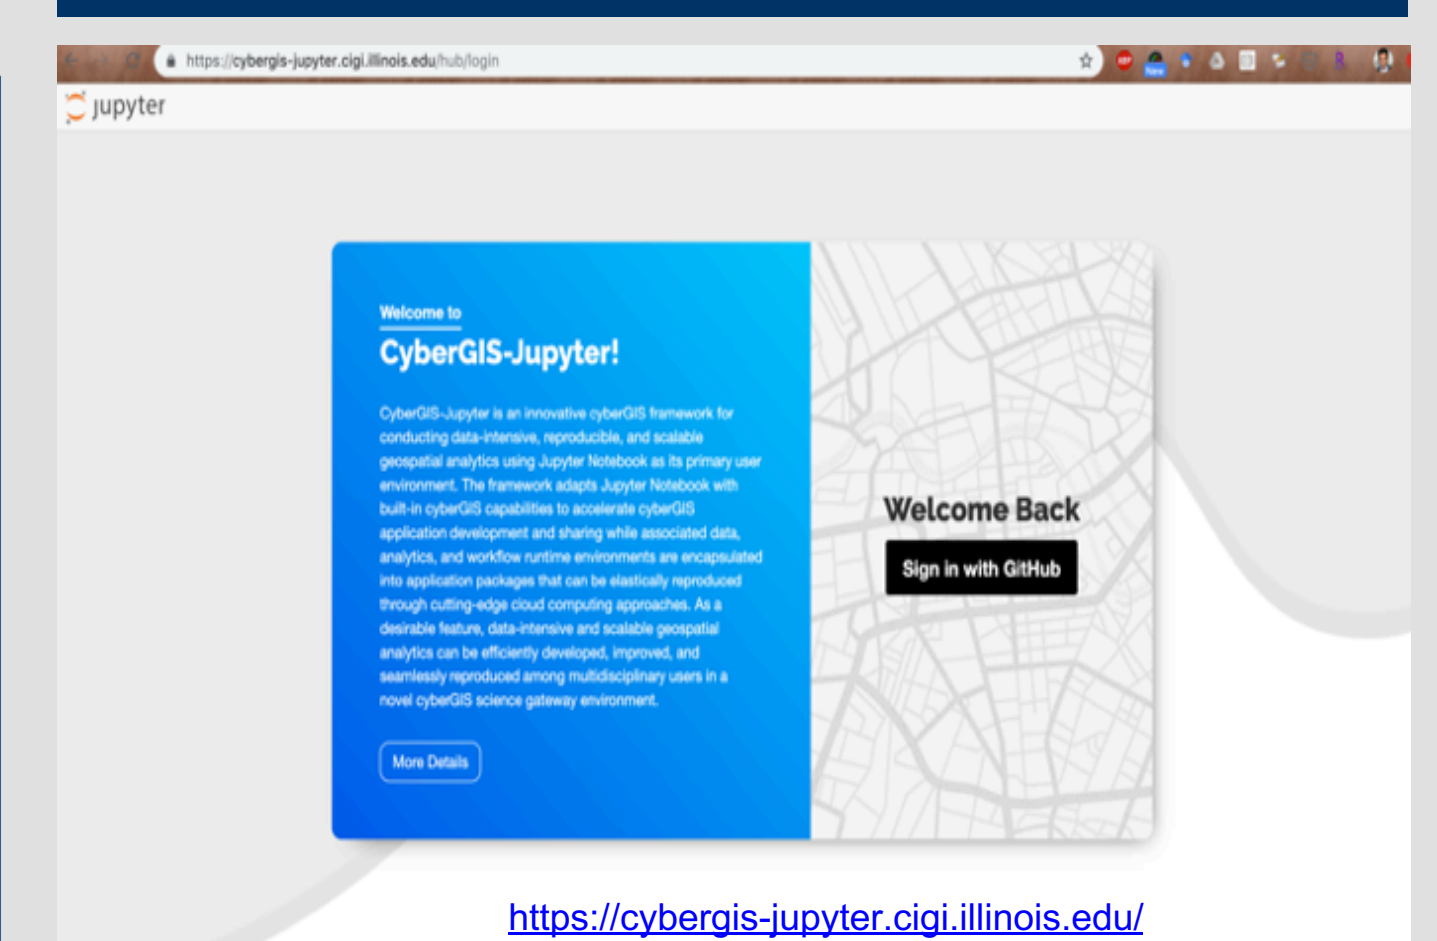 https://cybergis-jupyter.cigi.illinois.edu/hub/login
ABP
New
R
jupyter
Welcome to
CyberGIS-Jupyter!
CyberGIS-Jupyter is an innovative cyberGIS framework for
conducting data-intensive, reproducible, and scalable
geospatial analytics using Jupyter Notebook as its primary user
environment. The framework adapts Jupyter Notebook with
built-in cyberGIS capabilities to accelerate cyberGIS
application development and sharing while associated data,
analytics, and workflow runtime environments are encapsulated
into application packages that can be elastically reproduced
through cutting-edge cloud computing approaches. As a
desirable feature, data-intensive and scalable geospatial
analytics can be efficiently developed, improved, and
seamlessly reproduced among multidisciplinary users in a
novel cyberGIS science gateway environment.
More Details
Welcome Back
Sign in with GitHub
https://cybergis-jupyter.cigi.illinois.edu/